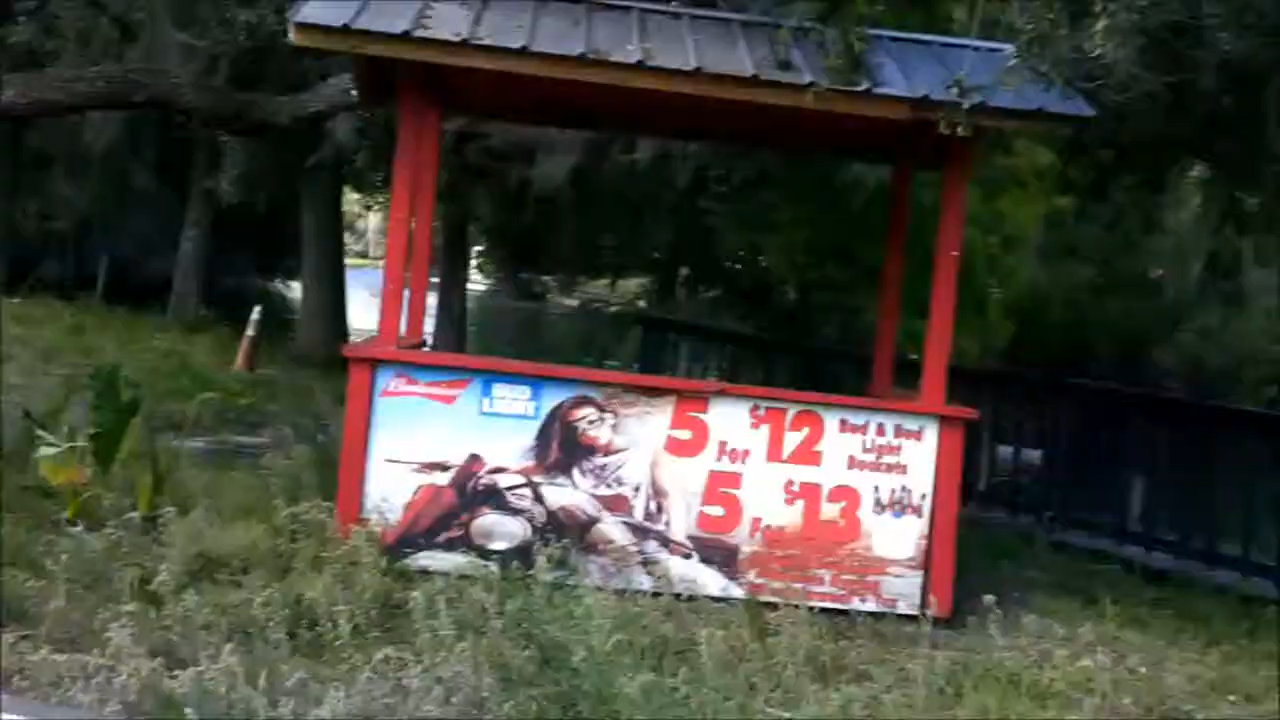 Budweiser
BUD
LIGHT
5 For $12 Bud & Bud
Light
Buckets
5 For $13